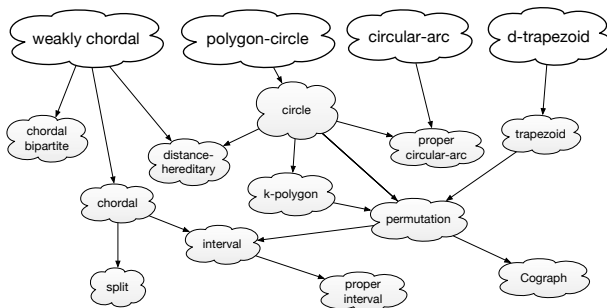 weakly chordal
polygon-circle
circular-arc
d-trapezoid
circle
chordal
bipartite
distance-
hereditary
proper
circular-arc
trapezoid
chordal
k-polygon
permutation
interval
split
proper
interval
Cograph